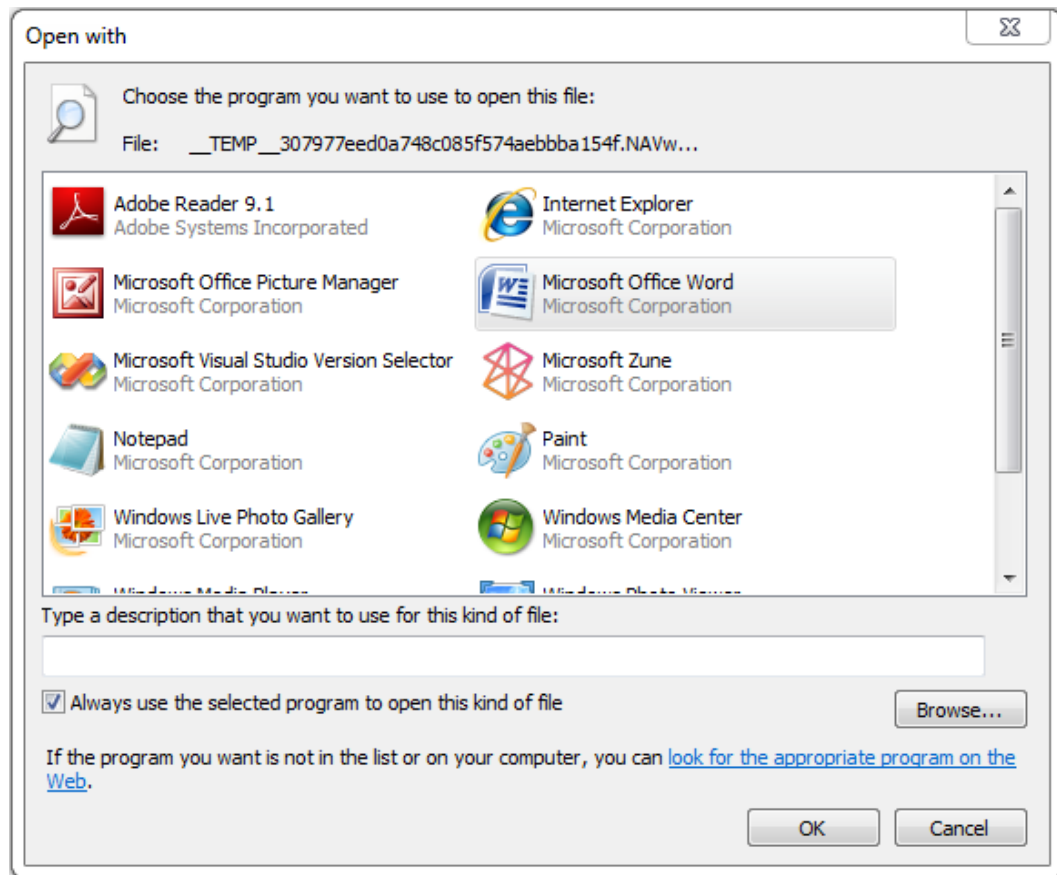 Open with
Choose the program you want to use to open this file:
File: __TEMP__307977eed0a748c085f574aebbba154f.NAVw...
Adobe Reader 9.1
Adobe Systems Incorporated
Internet Explorer
Microsoft Corporation
Microsoft Office Picture Manager
Microsoft Corporation
Microsoft Office Word
Microsoft Corporation
Microsoft Visual Studio Version Selector
Microsoft Corporation
Microsoft Zune
Microsoft Corporation
Notepad
Microsoft Corporation
Paint
Microsoft Corporation
Windows Live Photo Gallery
Microsoft Corporation
Windows Media Center
Microsoft Corporation
Windows Media Player
Windows Photo Viewer
Type a description that you want to use for this kind of file:
Always use the selected program to open this kind of file
Browse...
If the program you want is not in the list or on your computer, you can look for the appropriate program on the
Web.
OK
Cancel